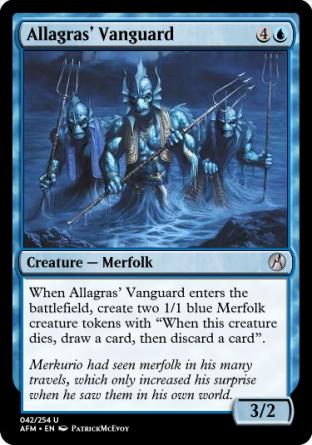 Allagras’ Vanguard 4
Creature — Merfolk
When Allagras’ Vanguard enters the
battlefield, create two 1/1 blue Merfolk
creature tokens with “When this creature
dies, draw a card, then discard a card”.
Merkurio had seen merfolk in his many
travels, which only increased his surprise
when he saw them in his own world.
3/2
042/254 U
AFM • EN PatrickMcEvoy